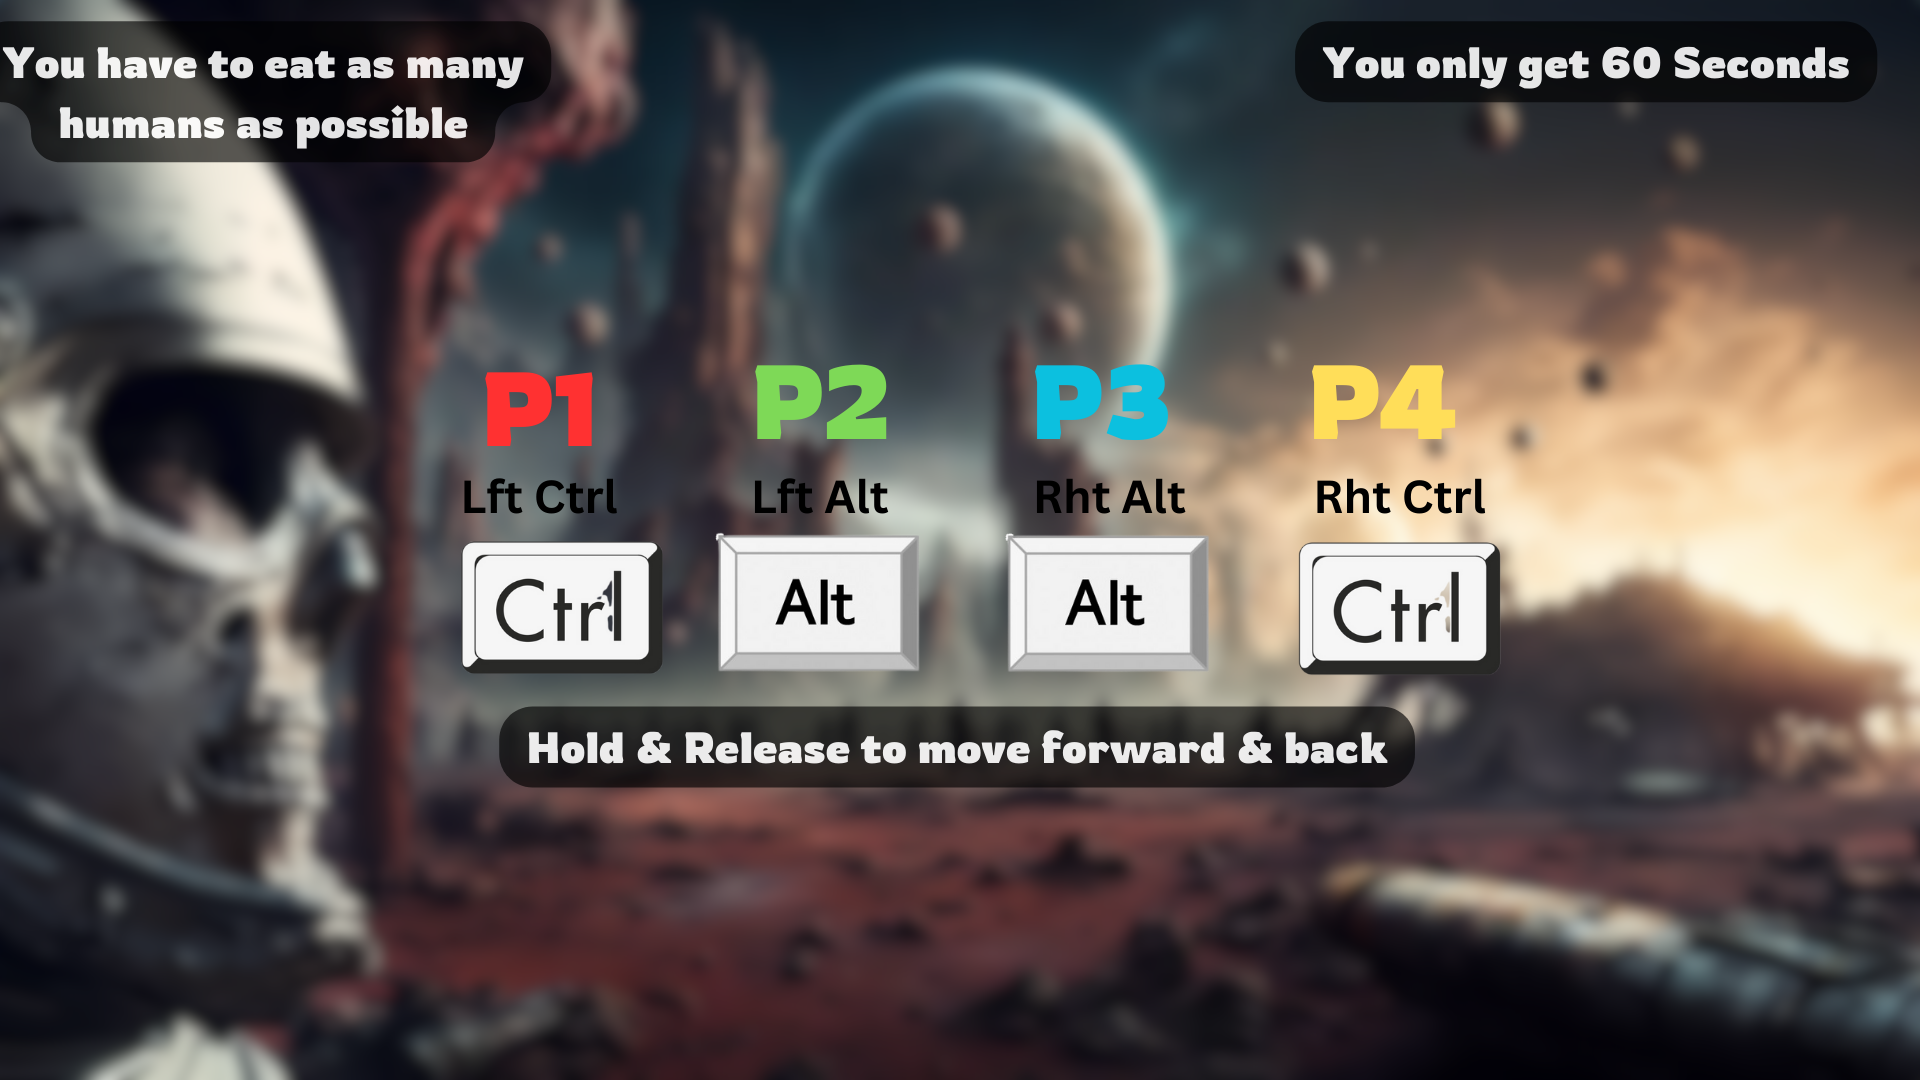 You have to eat as many
humans as possible
You only get 60 Seconds
P1 P2 P3 P4
Lft Ctrl Lft Alt Rht Alt Rht Ctrl
Ctrl Alt Alt Ctrl
Hold & Release to move forward & back